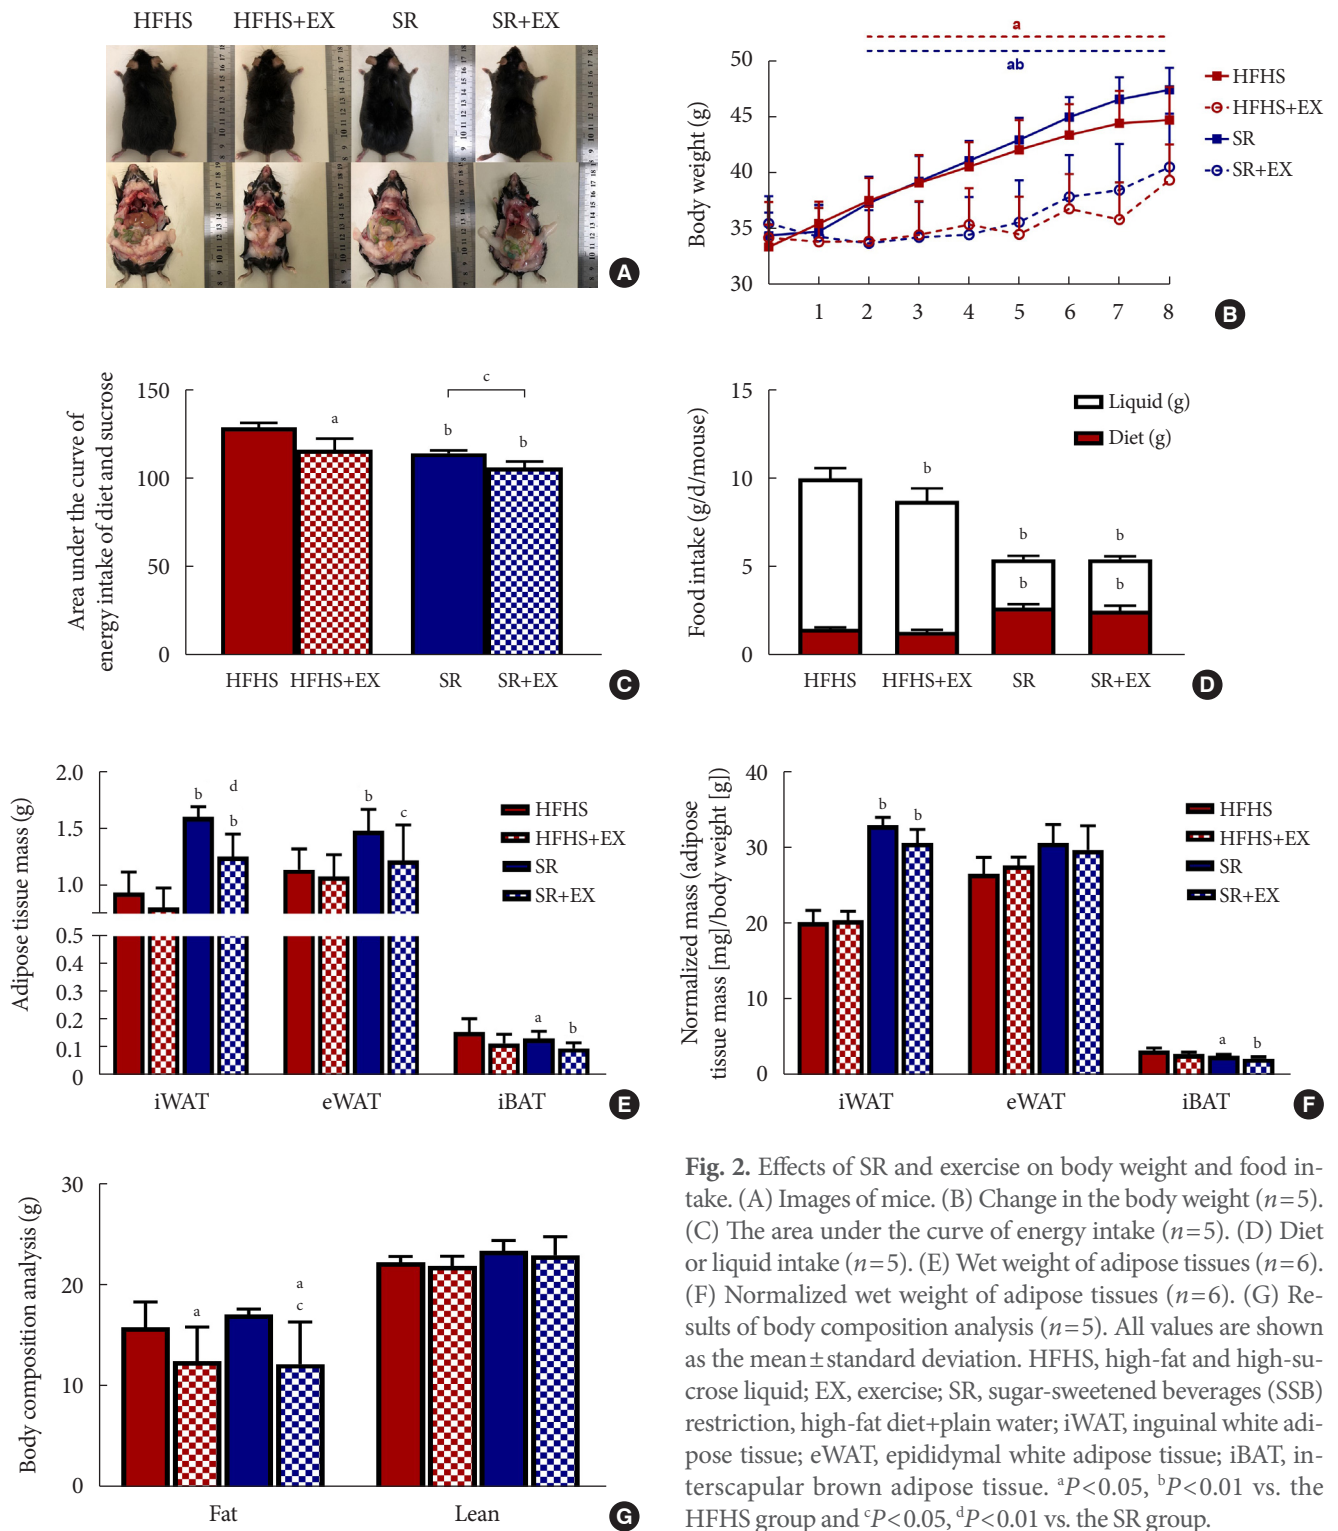 HFHS HFHS+EX SR SR+EX
A
a
ab
50
45
40
35
30
Body weight (g)
1 2 3 4 5 6 7 8
HFHS
HFHS+EX
SR
SR+EX
B
Area under the curve of
energy intake of diet and sucrose
150
100
50
0
a
b
c
b
HFHS HFHS+EX SR SR+EX
C
Food intake (g/d/mouse)
15
10
5
0
Liquid (g)
Diet (g)
b
b
b
b
b
HFHS HFHS+EX SR SR+EX
D
Adipose tissue mass (g)
2.0
1.5
1.0
0.5
0.4
0.3
0.2
0.1
0
b
d
b
b
c
a
b
HFHS
HFHS+EX
SR
SR+EX
iWAT eWAT iBAT
E
Normalized mass (adipose
tissue mass [mg]/body weight [g])
40
30
20
10
0
b
b
a
b
HFHS
HFHS+EX
SR
SR+EX
iWAT eWAT iBAT
F
Body composition analysis (g)
30
20
10
0
a
a
c
Fat Lean
G
Fig. 2. Effects of SR and exercise on body weight and food in-
take. (A) Images of mice. (B) Change in the body weight (n=5).
(C) The area under the curve of energy intake (n=5). (D) Diet
or liquid intake (n=5). (E) Wet weight of adipose tissues (n=6).
(F) Normalized wet weight of adipose tissues (n=6). (G) Re-
sults of body composition analysis (n=5). All values are shown
as the mean±standard deviation. HFHS, high-fat and high-su-
crose liquid; EX, exercise; SR, sugar-sweetened beverages (SSB)
restriction, high-fat diet+plain water; iWAT, inguinal white adi-
pose tissue; eWAT, epididymal white adipose tissue; iBAT, in-
terscapular brown adipose tissue. ᵃP<0.05, ᵇP<0.01 vs. the
HFHS group and ᶜP<0.05, ᵈP<0.01 vs. the SR group.